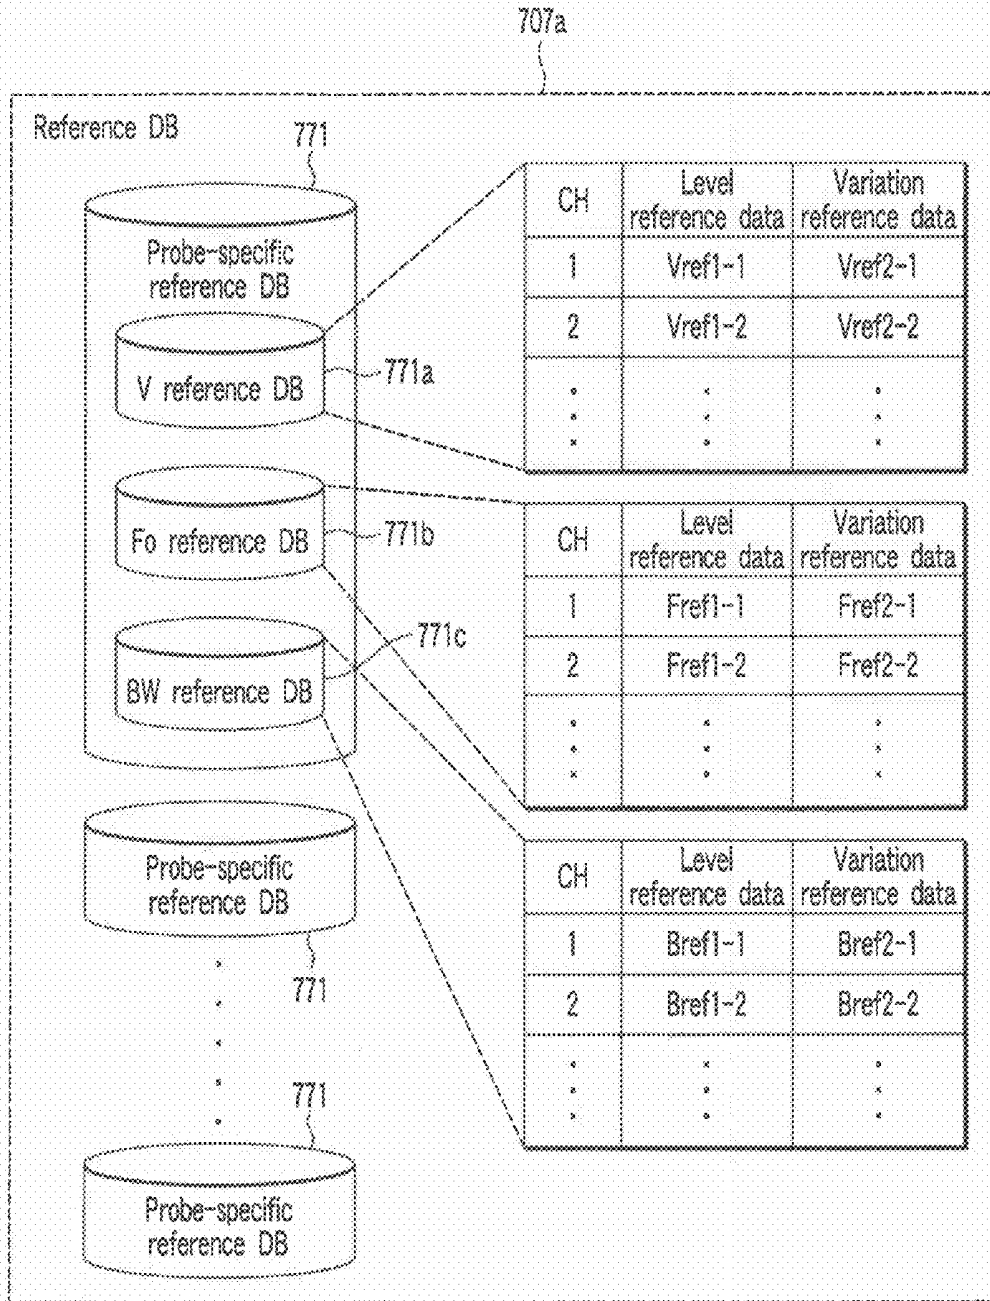 707a
Reference DB
771
Probe-specific
reference DB
V reference DB
771a
Fo reference DB
771b
BW reference DB
771c
Probe-specific
reference DB
771
771
Probe-specific
reference DB
CH Level reference data Variation reference data
1 Vref1-1 Vref2-1
2 Vref1-2 Vref2-2
CH Level reference data Variation reference data
1 Fref1-1 Fref2-1
2 Fref1-2 Fref2-2
CH Level reference data Variation reference data
1 Bref1-1 Bref2-1
2 Bref1-2 Bref2-2